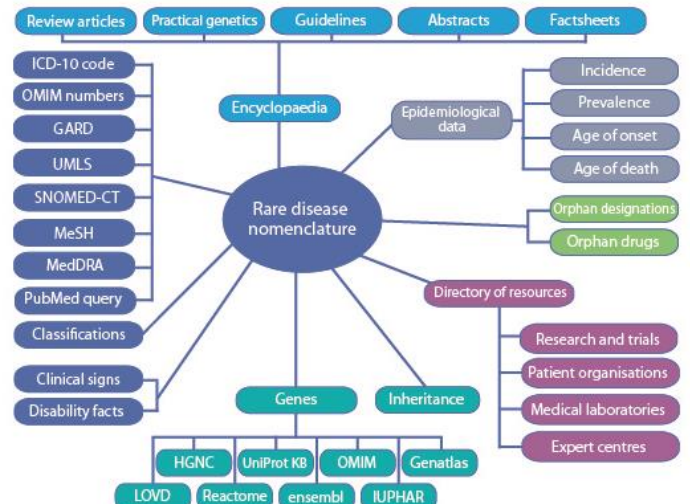 Review articles
Practical genetics
Guidelines
Abstracts
Factsheets
ICD-10 code
OMIM numbers
GARD
UMLS
SNOMED-CT
MeSH
MedDRA
PubMed query
Classifications
Clinical signs
Disability facts
Encyclopaedia
Rare disease
nomenclature
Epidemiological
data
Incidence
Prevalence
Age of onset
Age of death
Orphan designations
Orphan drugs
Directory of resources
Research and trials
Patient organisations
Medical laboratories
Expert centres
Genes
Inheritance
HGNC
UniProt KB
OMIM
Genatlas
LOVD
Reactome
ensembl
IUPHAR